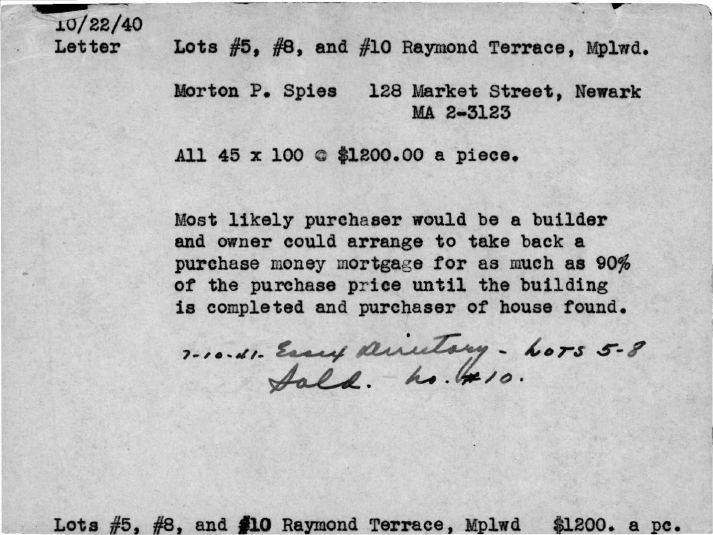 10/22/40
Letter Lots #5, #8, and #10 Raymond Terrace, Mplwd.
Morton P. Spies 128 Market Street, Newark
MA 2-3123
All 45 x 100 @ $1200.00 a piece.
Most likely purchaser would be a builder
and owner could arrange to take back a
purchase money mortgage for as much as 90%
of the purchase price until the building
is completed and purchaser of house found.
7-10-41- Essex Directory - Lots 5-8
Sold. ho. #10.
Lots #5, #8, and #10 Raymond Terrace, Mplwd $1200. a pc.